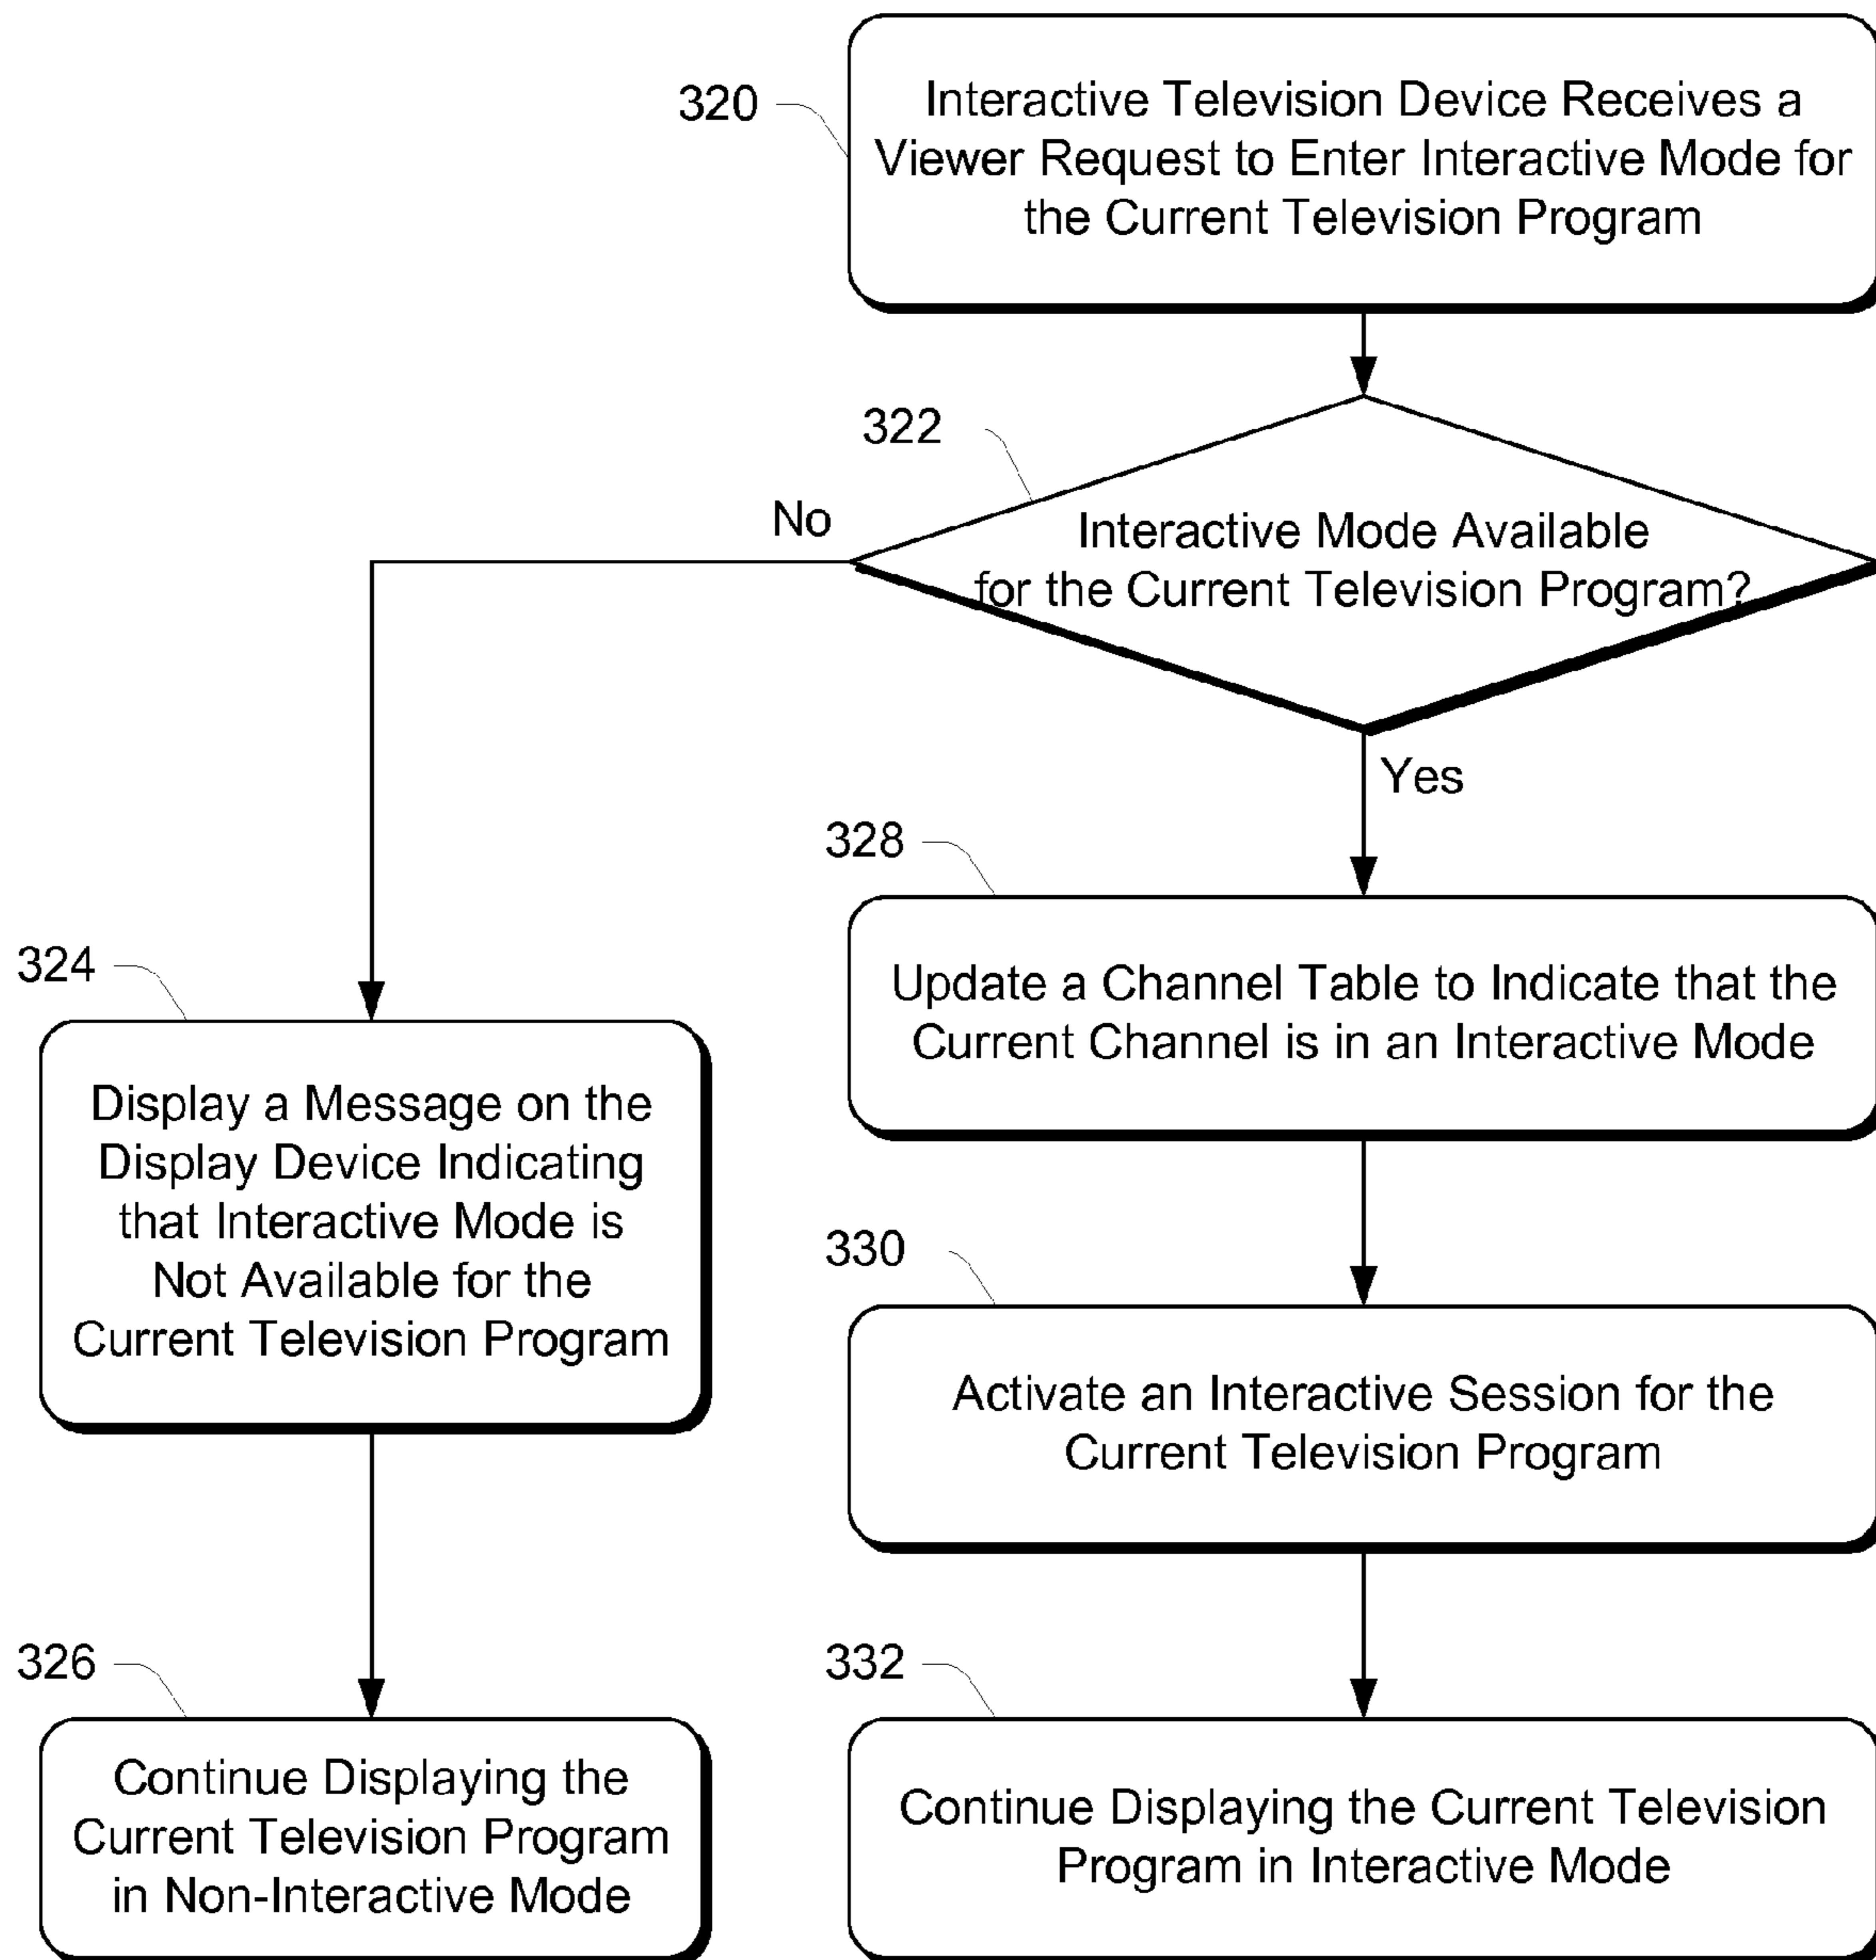 320
Interactive Television Device Receives a
Viewer Request to Enter Interactive Mode for
the Current Television Program
322
Interactive Mode Available
for the Current Television Program?
No
Yes
324
Display a Message on the
Display Device Indicating
that Interactive Mode is
Not Available for the
Current Television Program
326
Continue Displaying the
Current Television Program
in Non-Interactive Mode
328
Update a Channel Table to Indicate that the
Current Channel is in an Interactive Mode
330
Activate an Interactive Session for the
Current Television Program
332
Continue Displaying the Current Television
Program in Interactive Mode